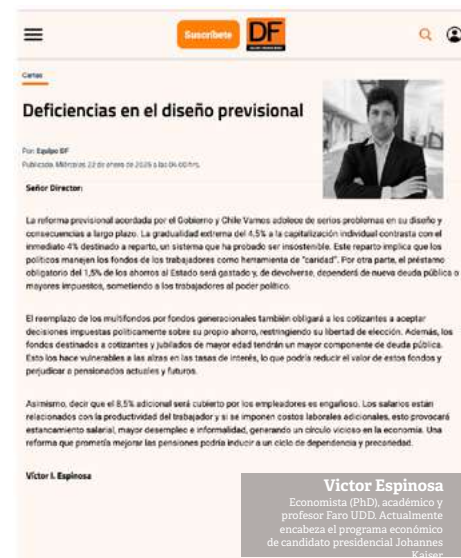 Suscríbete
DF
Cartas
Deficiencias en el diseño previsional
Por: Equipo DF
Publicado: Miércoles 22 de enero de 2025 a las 04:00 hrs.
Señor Director:
La reforma previsional acordada por el Gobierno y Chile Vamos adolece de serios problemas en su diseño y
consecuencias a largo plazo. La gradualidad extrema del 4,5% a la capitalización individual contrasta con el
inmediato 4% destinado a reparto, un sistema que ha probado ser insostenible. Este reparto implica que los
políticos manejen los fondos de los trabajadores como herramienta de "caridad". Por otra parte, el préstamo
obligatorio del 1,5% de los ahorros al Estado será gastado y, de devolverse, dependerá de nueva deuda pública o
mayores impuestos, sometiendo a los trabajadores al poder político.
El reemplazo de los multifondos por fondos generacionales también obligará a los cotizantes a aceptar
decisiones impuestas políticamente sobre su propio ahorro, restringiendo su libertad de elección. Además, los
fondos destinados a cotizantes y jubilados de mayor edad tendrán un mayor componente de deuda pública.
Esto los hace vulnerables a las alzas en las tasas de interés, lo que podría reducir el valor de estos fondos y
perjudicar a pensionados actuales y futuros.
Asimismo, decir que el 8,5% adicional será cubierto por los empleadores es engañoso. Los salarios están
relacionados con la productividad del trabajador y si se imponen costos laborales adicionales, esto provocará
estancamiento salarial, mayor desempleo e informalidad, generando un círculo vicioso en la economía. Una
reforma que prometía mejorar las pensiones podría inducir a un ciclo de dependencia y precariedad.
Víctor I. Espinosa
Victor Espinosa
Economista (PhD), académico y
profesor Faro UDD. Actualmente
encabeza el programa económico
de candidato presidencial Johannes
Kaiser